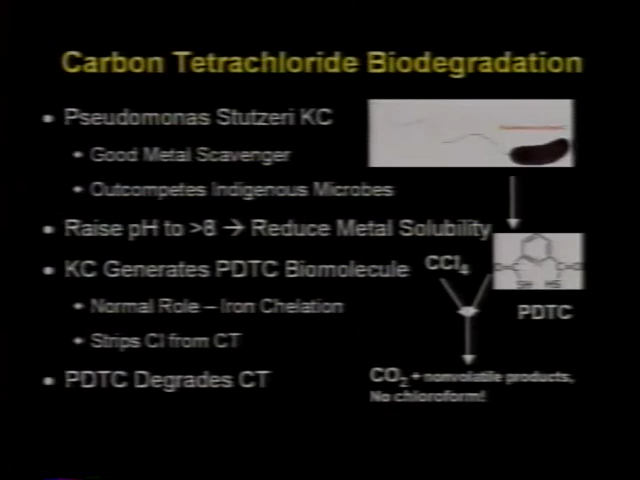 Carbon Tetrachloride Biodegradation
• Pseudomonas Stutzeri KC
• Good Metal Scavenger
• Outcompetes Indigenous Microbes
• Raise pH to >8 → Reduce Metal Solubility
• KC Generates PDTC Biomolecule
CCl₄
• Normal Role – Iron Chelation
PDTC
• Strips Cl from CT
• PDTC Degrades CT
CO₂ + nonvolatile products,
No chloroform!